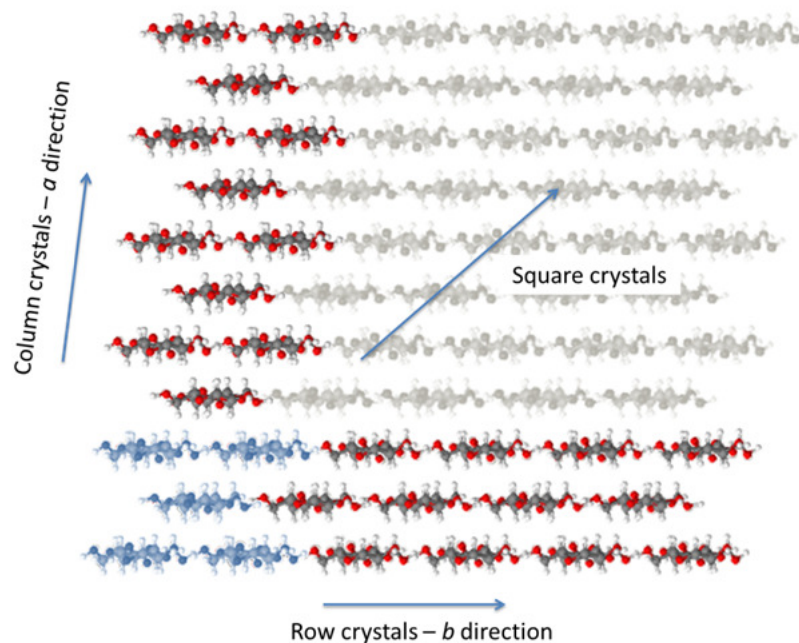 Column crystals – a direction
Square crystals
Row crystals – b direction